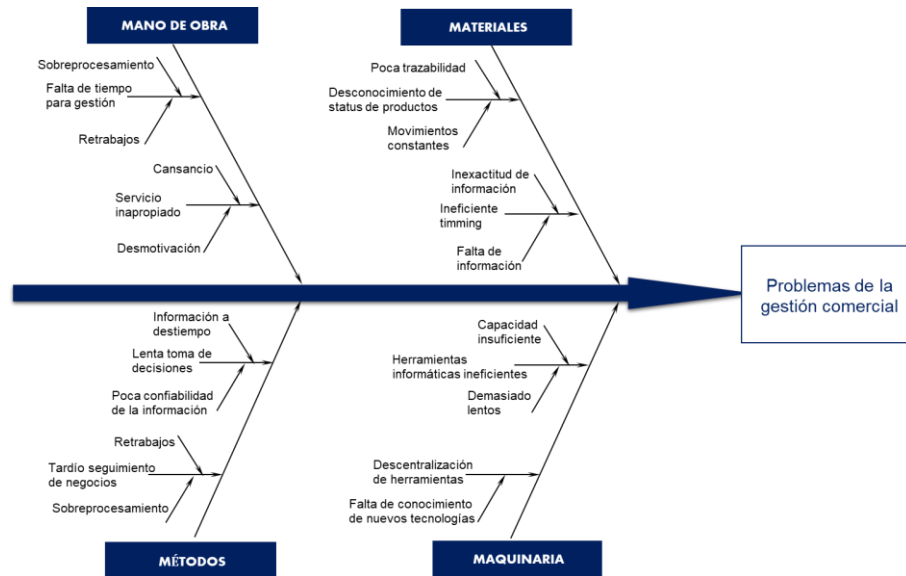 MANO DE OBRA
Sobreprocesamiento
Falta de tiempo
para gestión
Retrabajos
Cansancio
Servicio
inapropiado
Desmotivación
MATERIALES
Poca trazabilidad
Desconocimiento de
status de productos
Movimientos
constantes
Inexactitud de
información
Ineficiente
timming
Falta de
información
Problemas de la
gestión comercial
Información a
destiempo
Lenta toma de
decisiones
Poca confiabilidad
de la información
Retrabajos
Tardío seguimiento
de negocios
Sobreprocesamiento
MÉTODOS
Capacidad
insuficiente
Herramientas
informáticas ineficientes
Demasiado
lentos
Descentralización
de herramientas
Falta de conocimiento
de nuevos tecnologías
MAQUINARIA